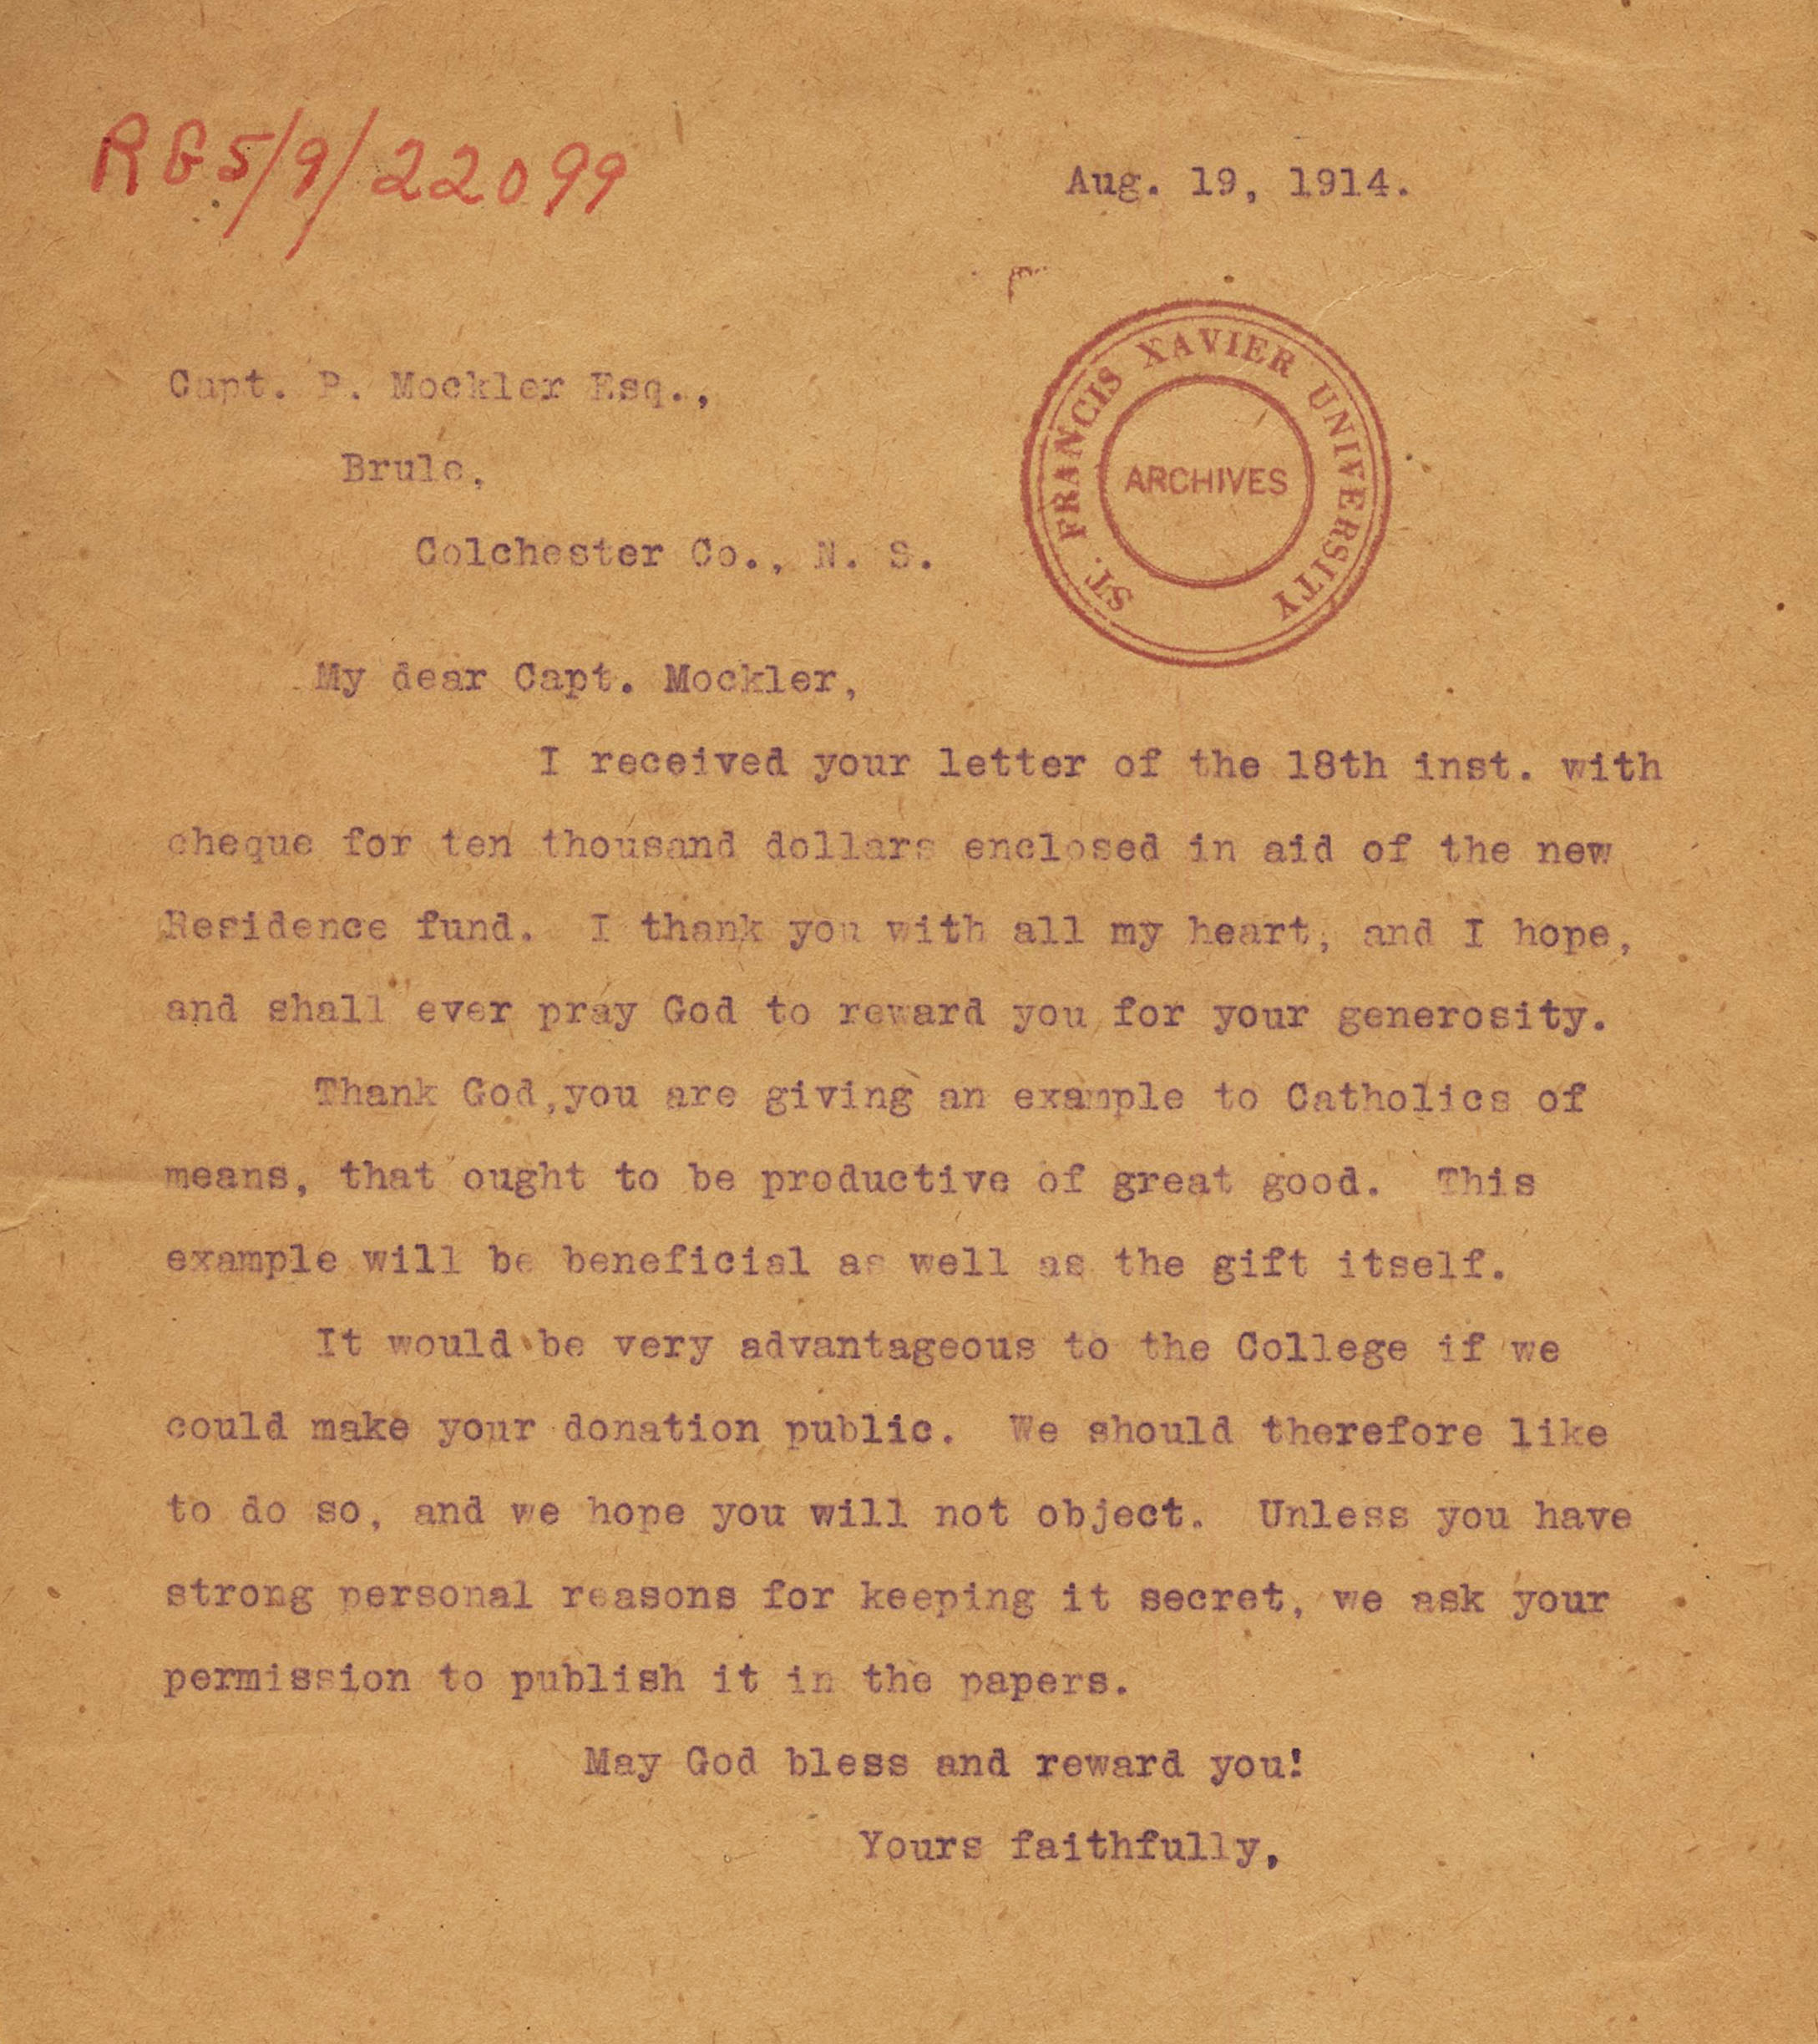 RG5/9/22099
Aug. 19, 1914.
ST. FRANCIS XAVIER UNIVERSITY
ARCHIVES
Capt. P. Mockler Esq.,
Brule,
Colchester Co., N. S.
My dear Capt. Mockler,
I received your letter of the 18th inst. with
cheque for ten thousand dollars enclosed in aid of the new
Residence fund. I thank you with all my heart, and I hope,
and shall ever pray God to reward you for your generosity.
Thank God,you are giving an example to Catholics of
means, that ought to be productive of great good. This
example will be beneficial as well as the gift itself.
It would be very advantageous to the College if we
could make your donation public. We should therefore like
to do so, and we hope you will not object. Unless you have
strong personal reasons for keeping it secret, we ask your
permission to publish it in the papers.
May God bless and reward you!
Yours faithfully,